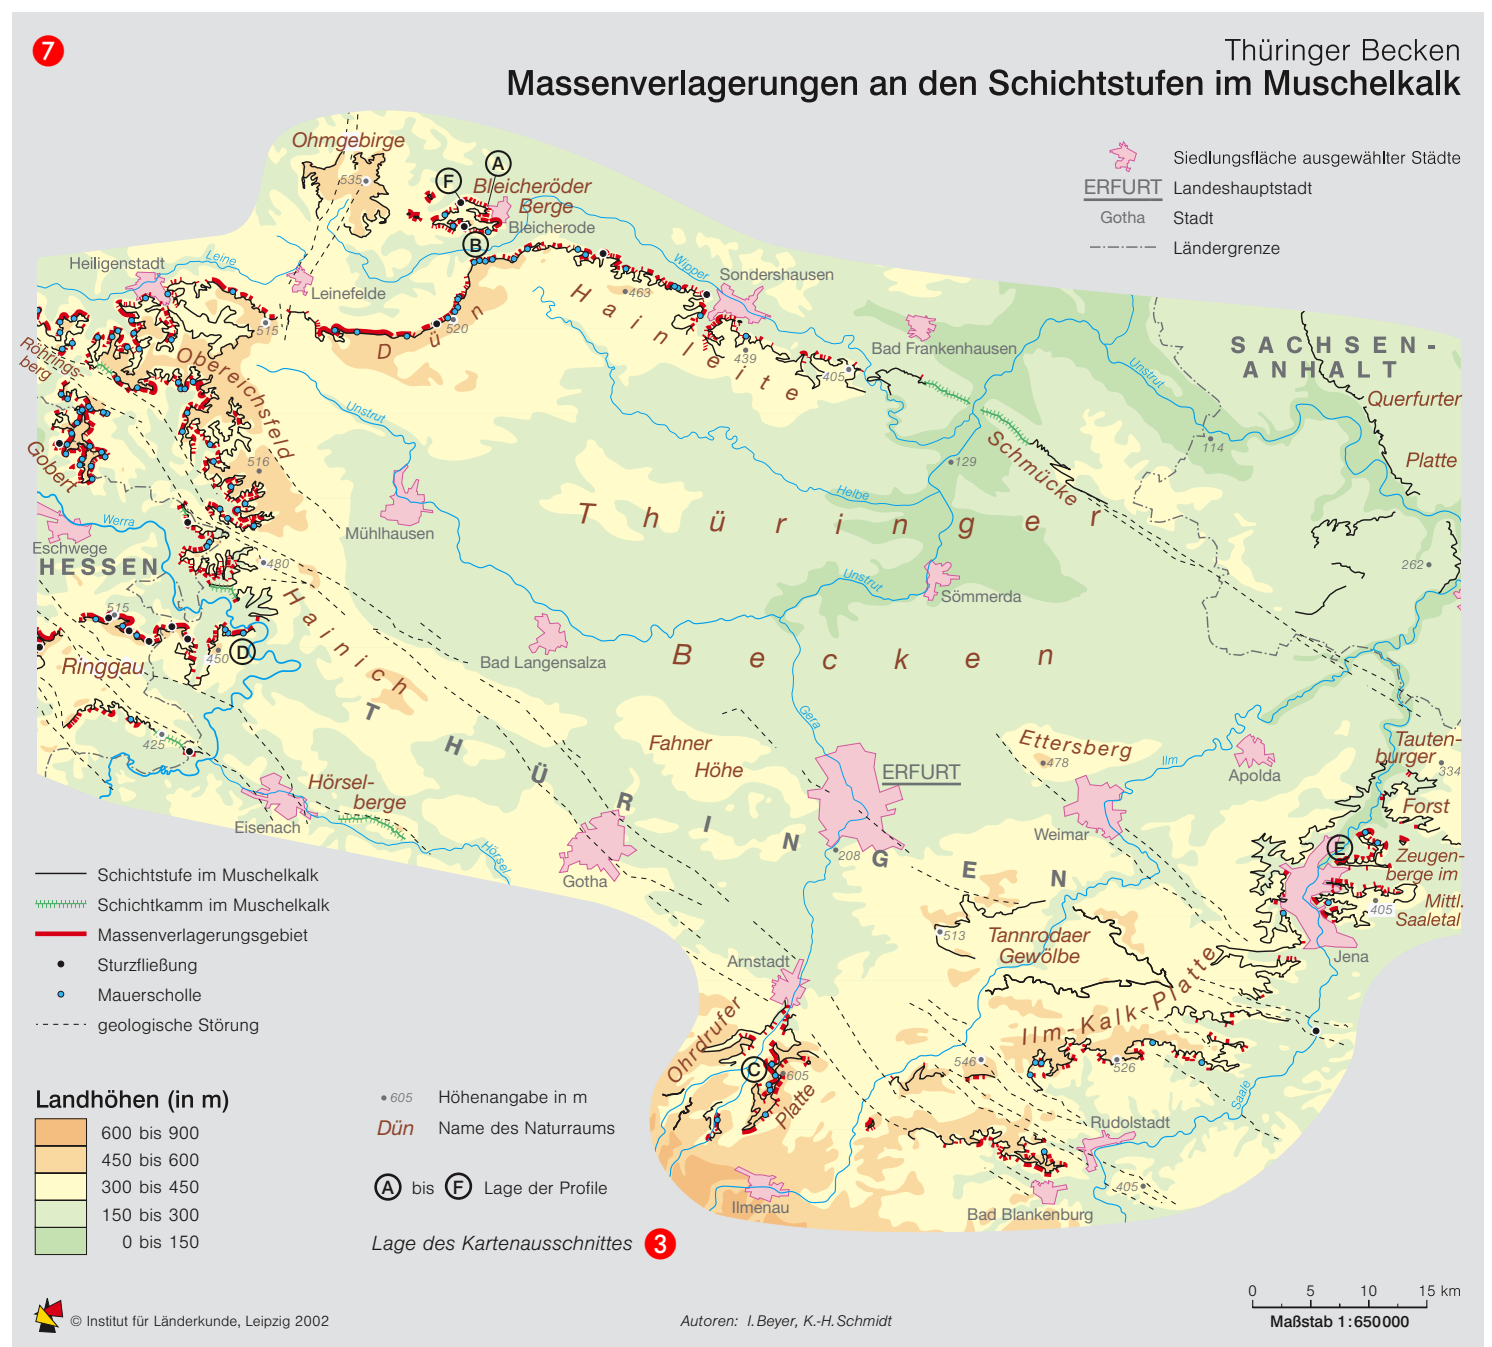 7
Thüringer Becken
Massenverlagerungen an den Schichtstufen im Muschelkalk
Siedlungsfläche ausgewählter Städte
ERFURT Landeshauptstadt
Gotha Stadt
Ländergrenze
Ohmgebirge
535
A
F
Bleicheröder
Berge
Bleicherode
B
Heiligenstadt
Leine
Leinefelde
Wipper
Sondershausen
463
Hainleite
515
Dün
520
439
405
Bad Frankenhausen
Unstrut
SACHSEN-
ANHALT
Querfurter
Platte
Röhrings-
berg
Obereichsfeld
Unstrut
Gobert
516
129
114
Schmücke
Helbe
Mühlhausen
Thüringer
Werra
Eschwege
HESSEN
480
262
Unstrut
Sömmerda
Hainich
515
450
D
Ringgau
Bad Langensalza
Becken
THÜRINGEN
425
Gera
Fahner
Höhe
Ettersberg
478
Ilm
Apolda
Tauten-
burger
334
Forst
ERFURT
Hörsel-
berge
Eisenach
Hörsel
Weimar
208
E
Zeugen-
berge im
Mittl.
Saaletal
405
Gotha
Jena
Schichtstufe im Muschelkalk
Schichtkamm im Muschelkalk
Massenverlagerungsgebiet
Sturzfließung
Mauerscholle
geologische Störung
513
Tannrodaer
Gewölbe
Arnstadt
Ilm-Kalk-Platte
Ohrdrufer
Platte
C
605
546
526
Saale
Rudolstadt
405
Ilmenau
Bad Blankenburg
Landhöhen (in m)
600 bis 900
450 bis 600
300 bis 450
150 bis 300
0 bis 150
605 Höhenangabe in m
Dün Name des Naturraums
A bis F Lage der Profile
Lage des Kartenausschnittes 3
0 5 10 15 km
Maßstab 1:650000
© Institut für Länderkunde, Leipzig 2002
Autoren: I. Beyer, K.-H. Schmidt